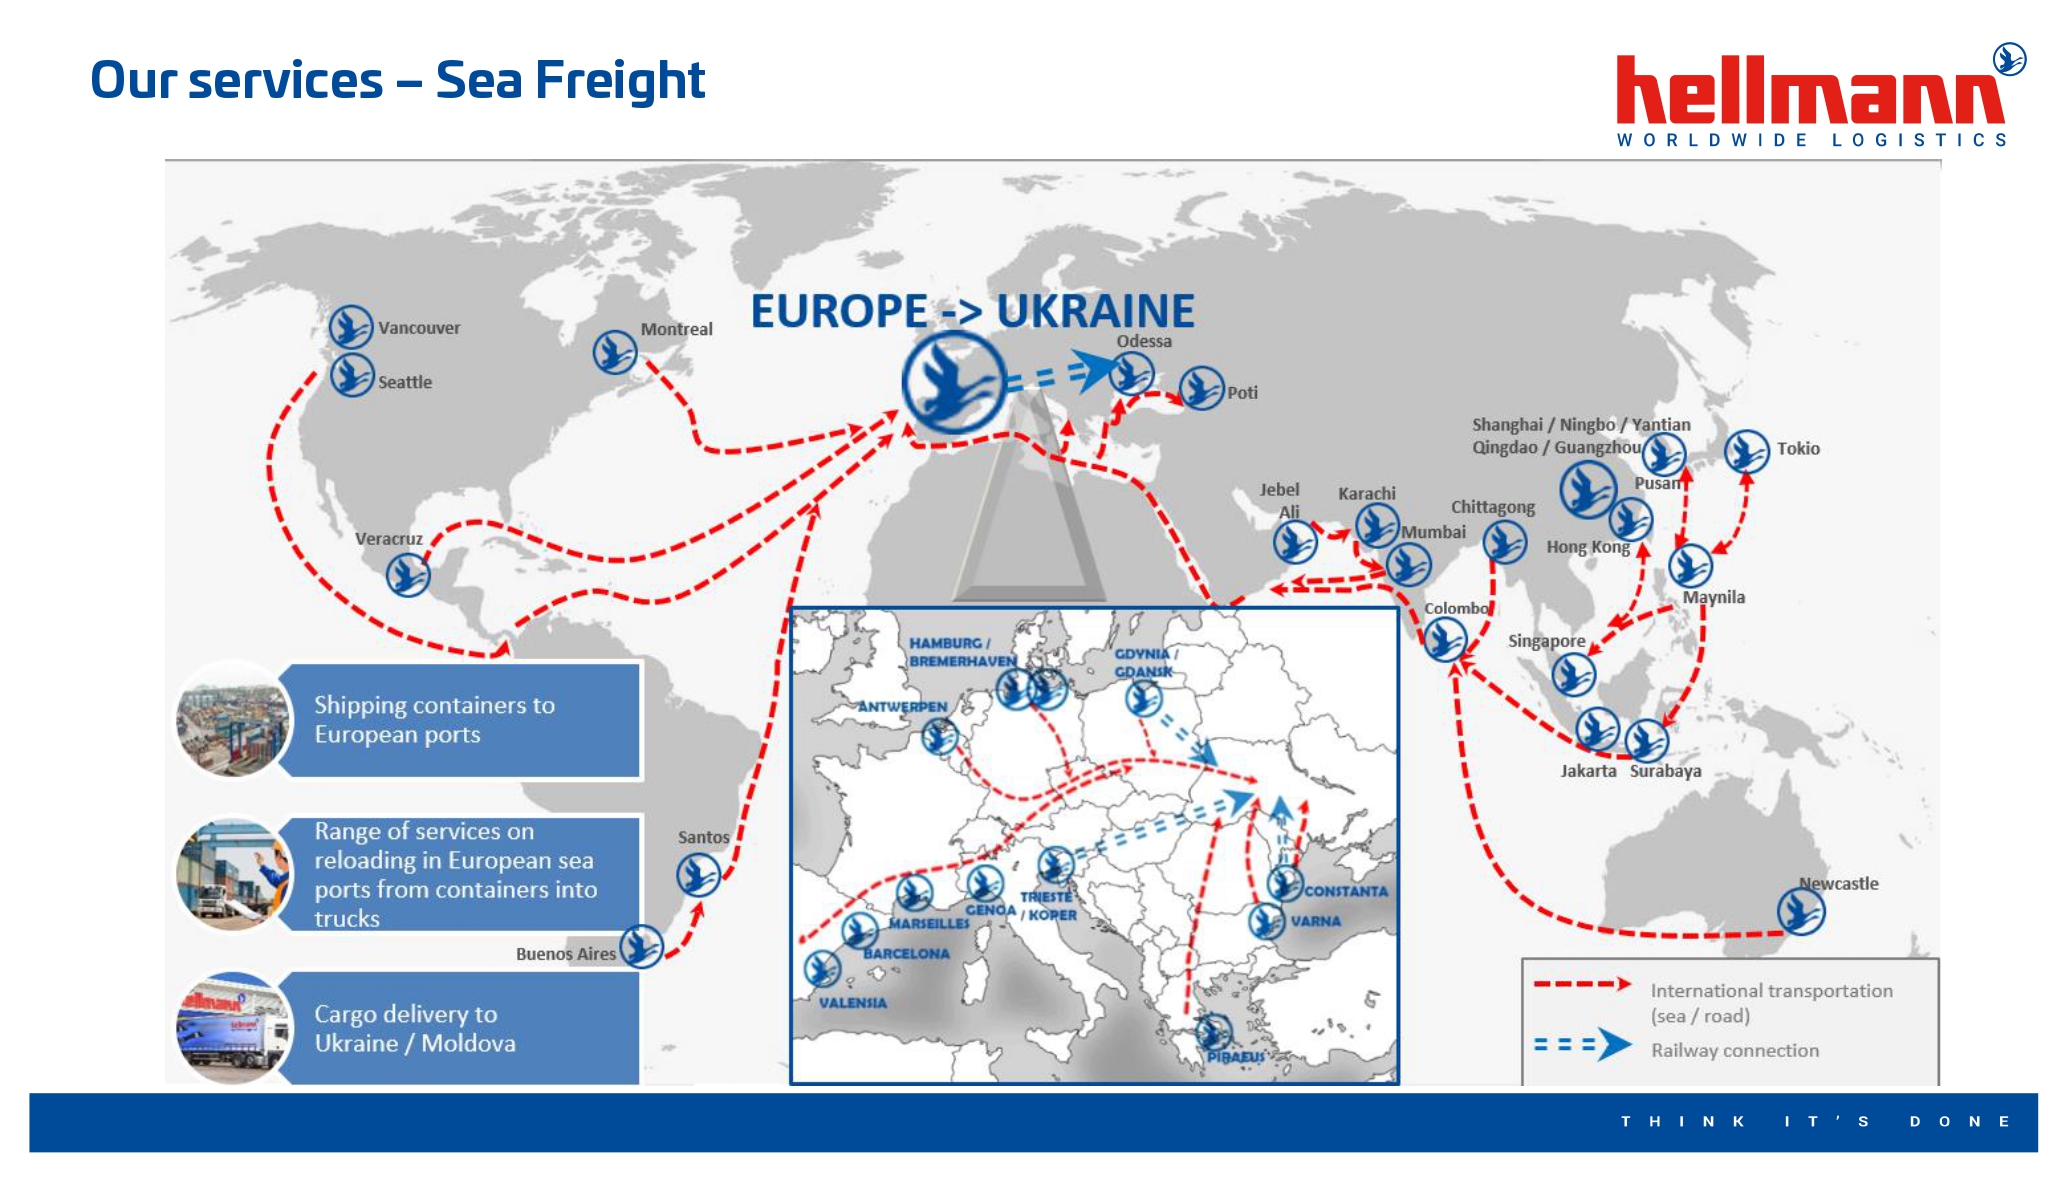 Our services – Sea Freight
hellmann
WORLDWIDE LOGISTICS
EUROPE -> UKRAINE
Vancouver
Seattle
Montreal
Odessa
Poti
Veracruz
Shanghai / Ningbo / Yantian
Qingdao / Guangzhou
Pusan
Tokio
Jebel
Ali
Karachi
Mumbai
Chittagong
Hong Kong
Maynila
Colombo
Singapore
Jakarta
Surabaya
Newcastle
Santos
Buenos Aires
Shipping containers to
European ports
Range of services on
reloading in European sea
ports from containers into
trucks
Cargo delivery to
Ukraine / Moldova
hellmann
hellmann
HAMBURG /
BREMERHAVEN
GDYNIA /
GDANSK
ANTWERPEN
TRIESTE
/ KOPER
GENOA
MARSEILLES
BARCELONA
VALENSIA
CONSTANTA
VARNA
PIRAEUS
International transportation
(sea / road)
Railway connection
THINK IT'S DONE